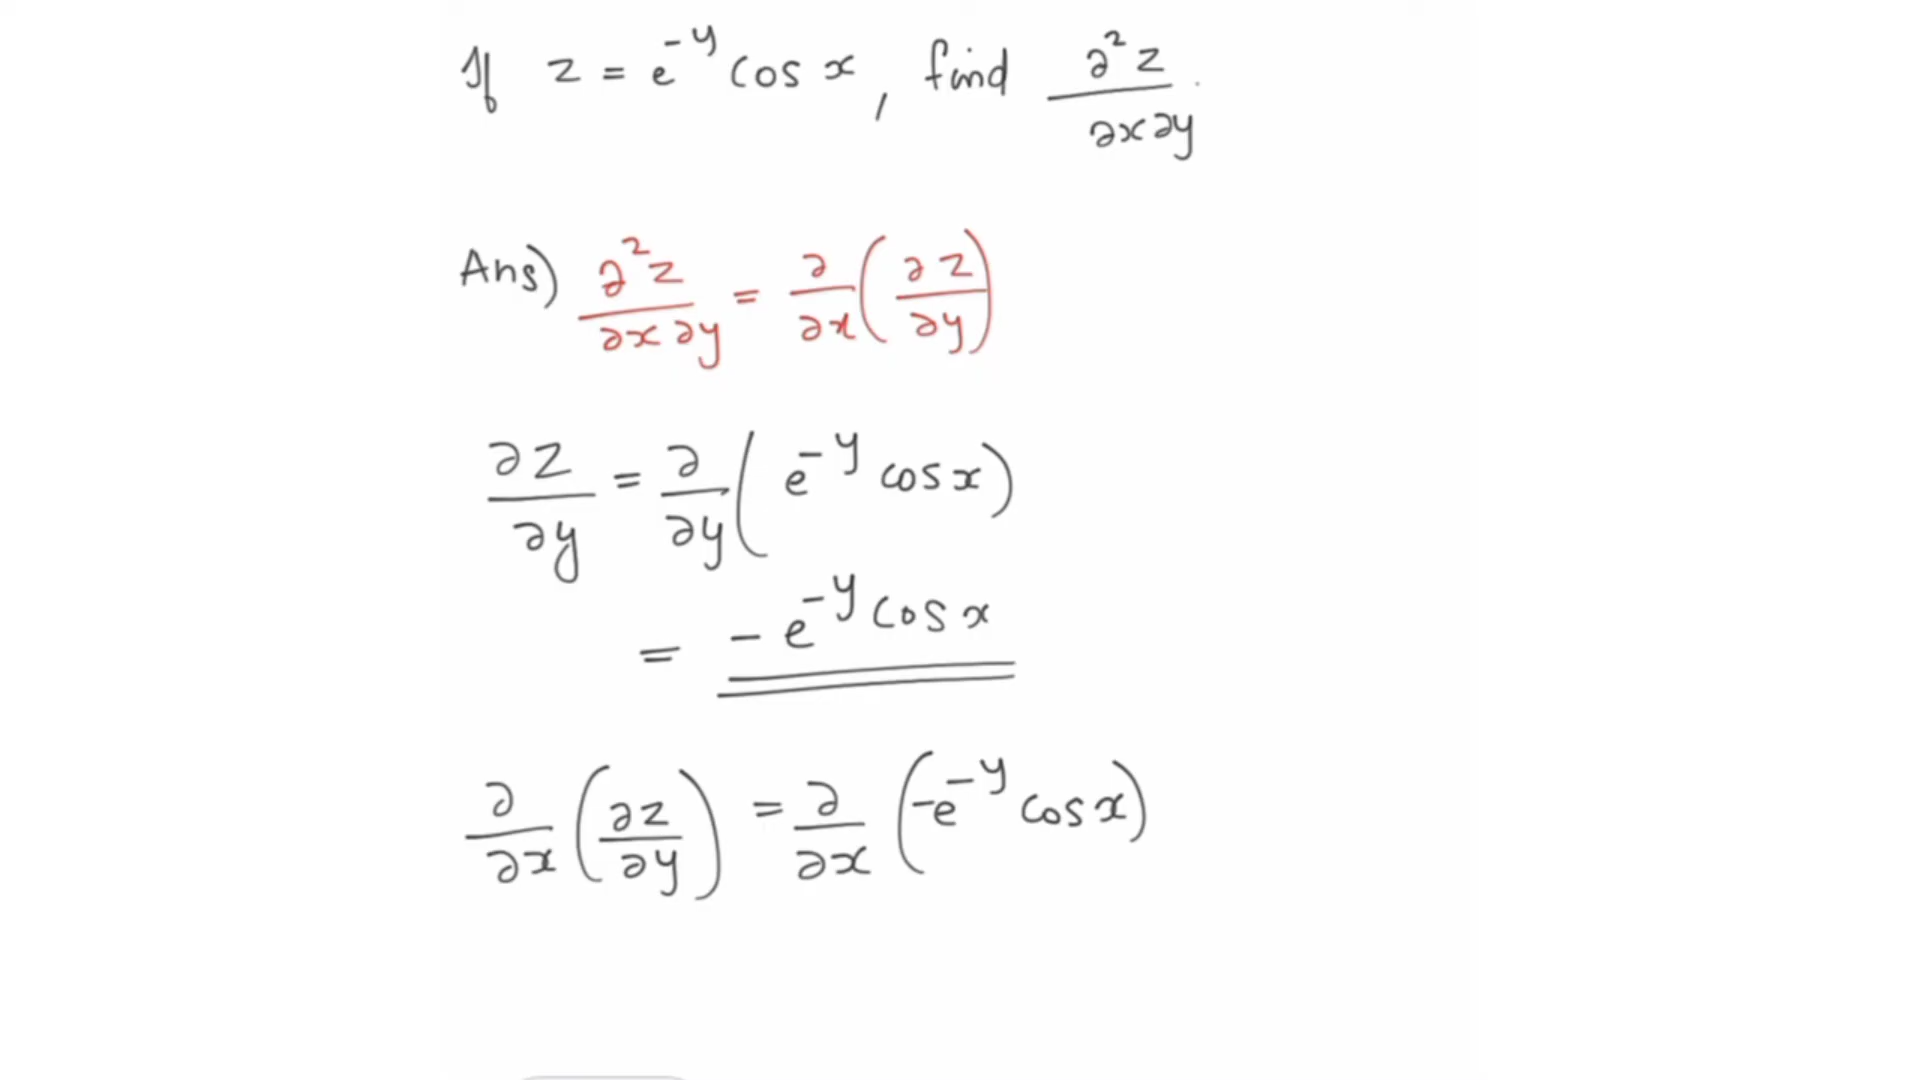 If z = e^{-y} cos x, find ∂²z/∂x∂y.
Ans) ∂²z/∂x∂y = ∂/∂x (∂z/∂y)
∂z/∂y = ∂/∂y (e^{-y} cos x)
= -e^{-y} cos x
∂/∂x (∂z/∂y) = ∂/∂x (-e^{-y} cos x)